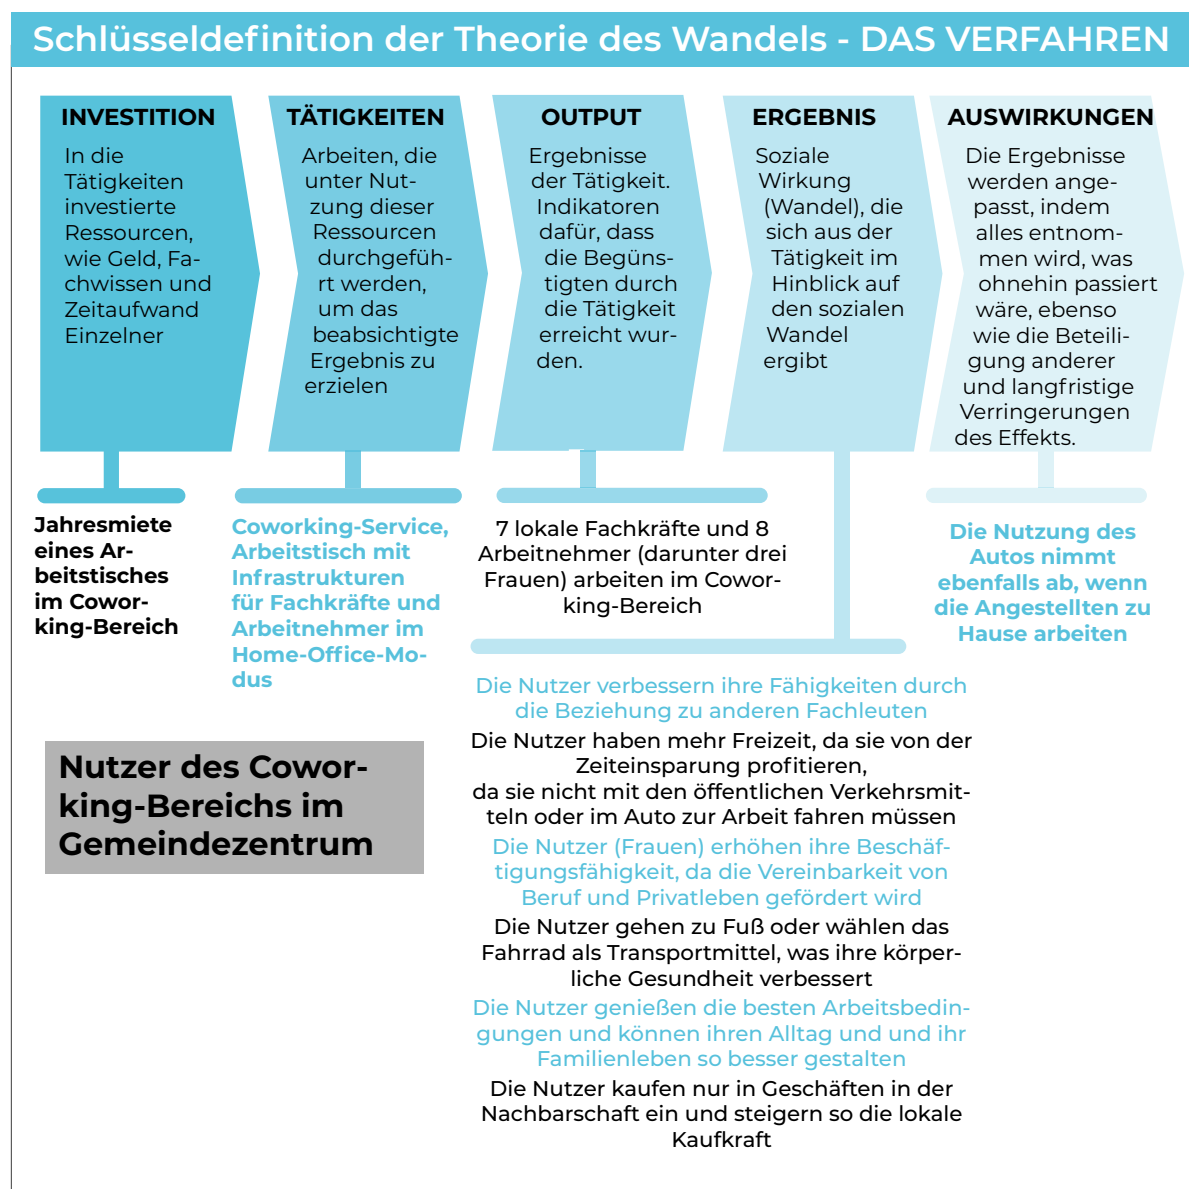 Schlüsseldefinition der Theorie des Wandels - DAS VERFAHREN
INVESTITION
In die
Tätigkeiten
investierte
Ressourcen,
wie Geld, Fa-
chwissen und
Zeitaufwand
Einzelner
TÄTIGKEITEN
Arbeiten, die
unter Nut-
zung dieser
Ressourcen
durchgefüh-
rt werden,
um das
beabsichtigte
Ergebnis zu
erzielen
OUTPUT
Ergebnisse
der Tätigkeit.
Indikatoren
dafür, dass
die Begüns-
tigten durch
die Tätigkeit
erreicht wur-
den.
ERGEBNIS
Soziale
Wirkung
(Wandel), die
sich aus der
Tätigkeit im
Hinblick auf
den sozialen
Wandel
ergibt
AUSWIRKUNGEN
Die Ergebnisse
werden ange-
passt, indem
alles entnom-
men wird, was
ohnehin passiert
wäre, ebenso
wie die Beteili-
gung anderer
und langfristige
Verringerungen
des Effekts.
Jahresmiete
eines Ar-
beitstisches
im Cowor-
king-Bereich
Coworking-Service,
Arbeitstisch mit
Infrastrukturen
für Fachkräfte und
Arbeitnehmer im
Home-Office-Mo-
dus
7 lokale Fachkräfte und 8
Arbeitnehmer (darunter drei
Frauen) arbeiten im Cowor-
king-Bereich
Die Nutzung des
Autos nimmt
ebenfalls ab, wenn
die Angestellten zu
Hause arbeiten
Die Nutzer verbessern ihre Fähigkeiten durch
die Beziehung zu anderen Fachleuten
Die Nutzer haben mehr Freizeit, da sie von der
Zeiteinsparung profitieren,
da sie nicht mit den öffentlichen Verkehrsmit-
teln oder im Auto zur Arbeit fahren müssen
Die Nutzer (Frauen) erhöhen ihre Beschäf-
tigungsfähigkeit, da die Vereinbarkeit von
Beruf und Privatleben gefördert wird
Die Nutzer gehen zu Fuß oder wählen das
Fahrrad als Transportmittel, was ihre körper-
liche Gesundheit verbessert
Die Nutzer genießen die besten Arbeitsbedin-
gungen und können ihren Alltag und und ihr
Familienleben so besser gestalten
Die Nutzer kaufen nur in Geschäften in der
Nachbarschaft ein und steigern so die lokale
Kaufkraft
Nutzer des Cowor-
king-Bereichs im
Gemeindezentrum